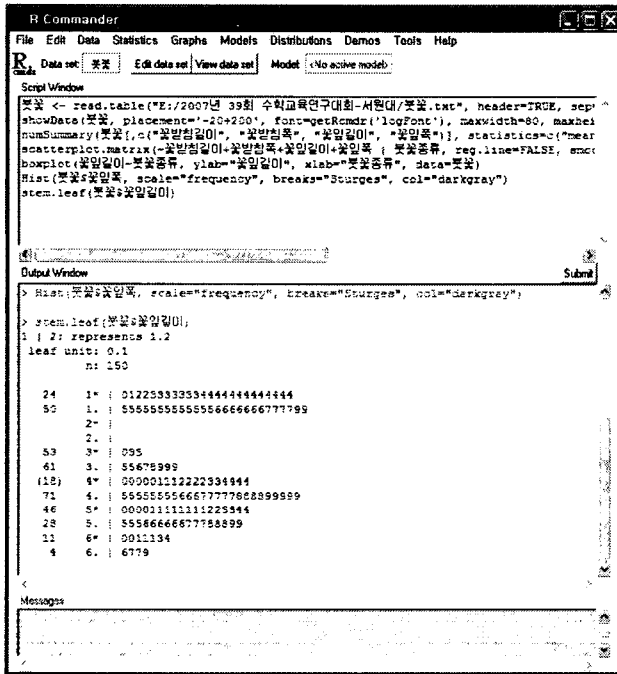 R Commander
File Edit Data Statistics Graphs Models Distributions Demos Tools Help
Rcmdr Data set: 붓꽃 Edit data set View data set Model: <No active model>
Script Window
붓꽃 <- read.table("E:/2007년 39회 수학교육연구대회-서원대/붓꽃.txt", header=TRUE, sep=
showData(붓꽃, placement='-20+200', font=getRcmdr('logFont'), maxwidth=80, maxhei
numSummary(붓꽃[,c("꽃받침길이", "꽃받침폭", "꽃잎길이", "꽃잎폭")], statistics=c("mear
scatterplot.matrix(~꽃받침길이+꽃받침폭+꽃잎길이+꽃잎폭 | 붓꽃종류, reg.line=FALSE, smoo
boxplot(꽃잎길이~붓꽃종류, ylab="꽃잎길이", xlab="붓꽃종류", data=붓꽃)
Hist(붓꽃$꽃잎폭, scale="frequency", breaks="Sturges", col="darkgray")
stem.leaf(붓꽃$꽃잎길이)
Output Window Submit
> Hist(붓꽃$꽃잎폭, scale="frequency", breaks="Sturges", col="darkgray")
> stem.leaf(붓꽃$꽃잎길이)
1 | 2: represents 1.2
leaf unit: 0.1
n: 150
24 1* |
50 1. |
2* |
2. |
53 3* | 035
61 3. | 55678999
(18) 4* | 000001112222334444
71 4. |
46 5* |
28 5. |
11 6* | 0011134
4 6. | 6779
Messages